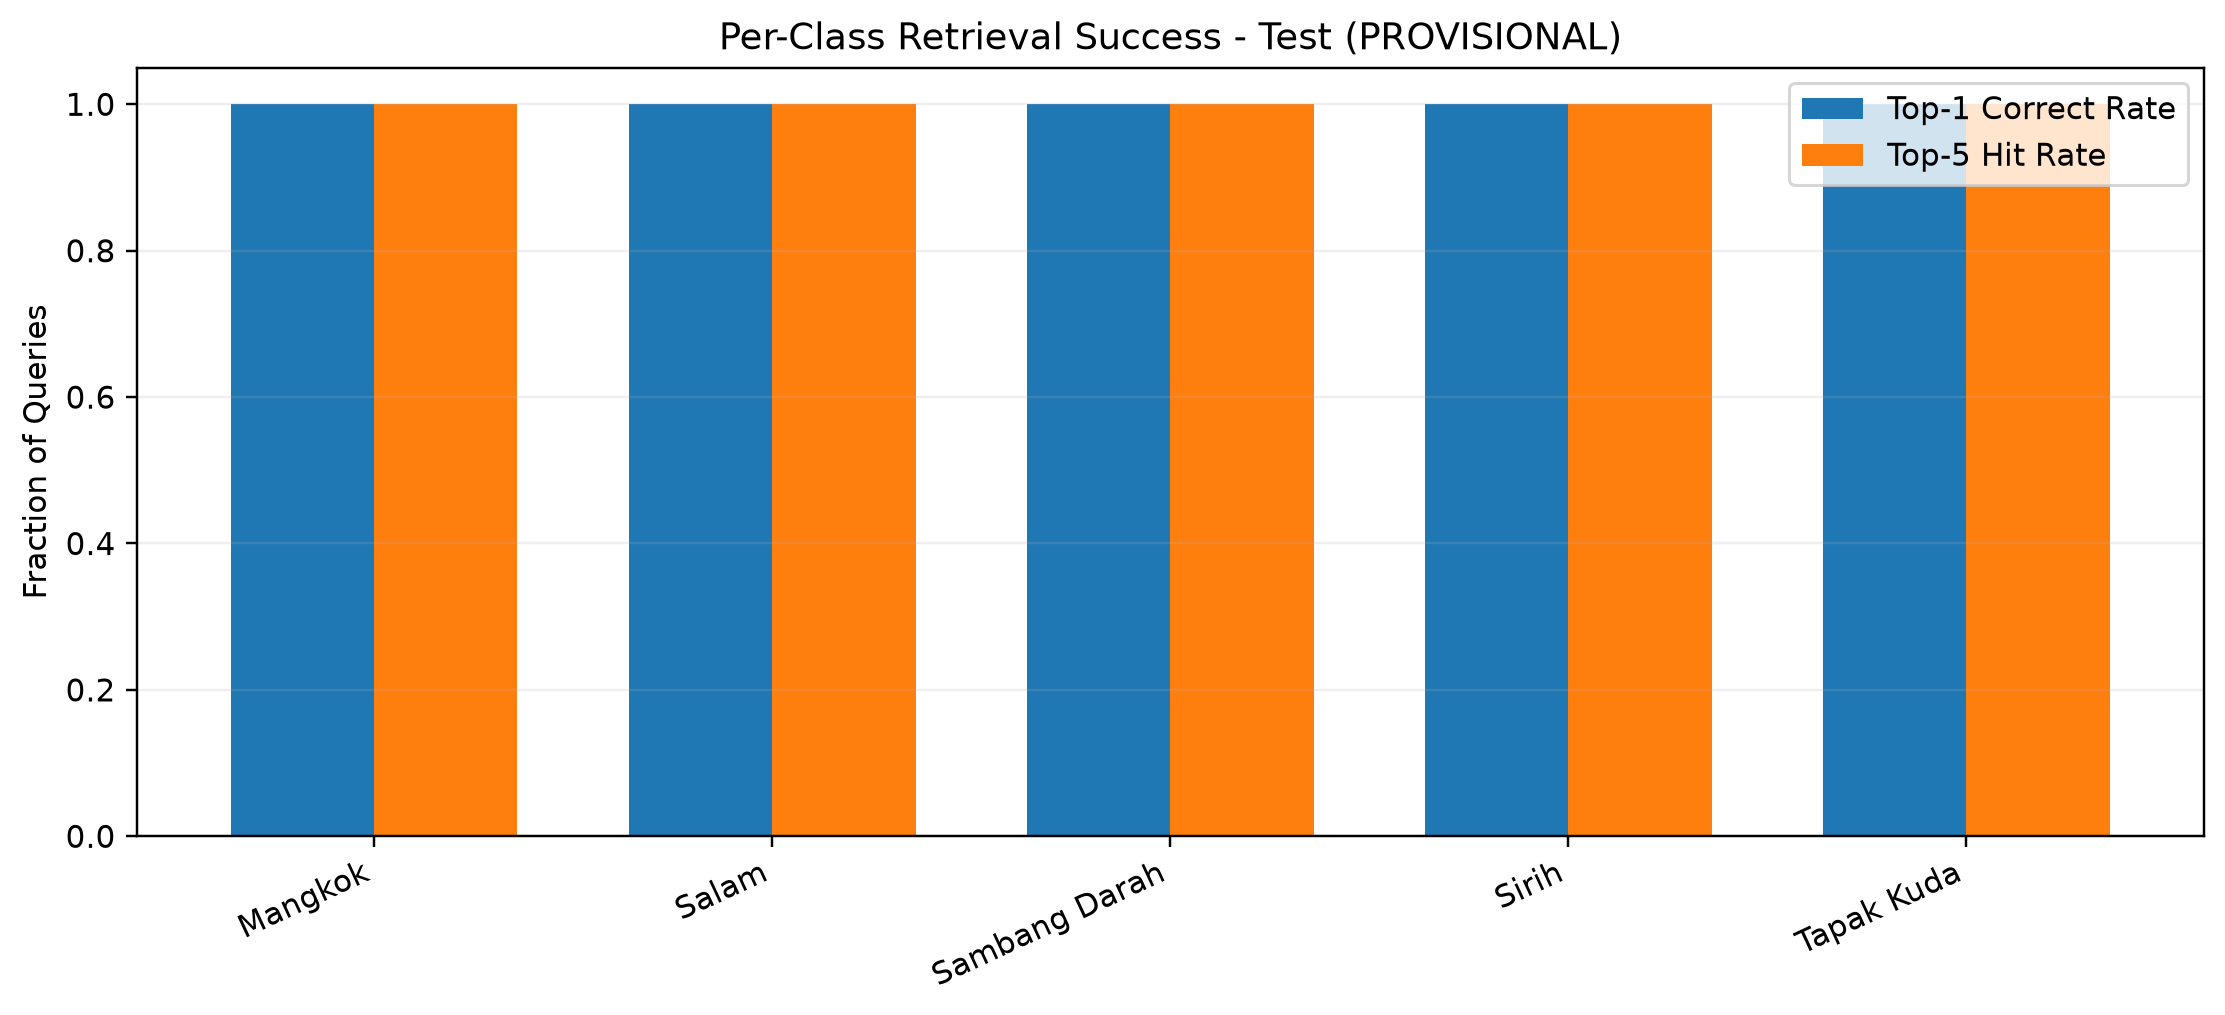 Per-Class Retrieval Success - Test (PROVISIONAL)
Top-1 Correct Rate
Top-5 Hit Rate
Fraction of Queries
1.0
0.8
0.6
0.4
0.2
0.0
Mangkok
Salam
Sambang Darah
Sirih
Tapak Kuda